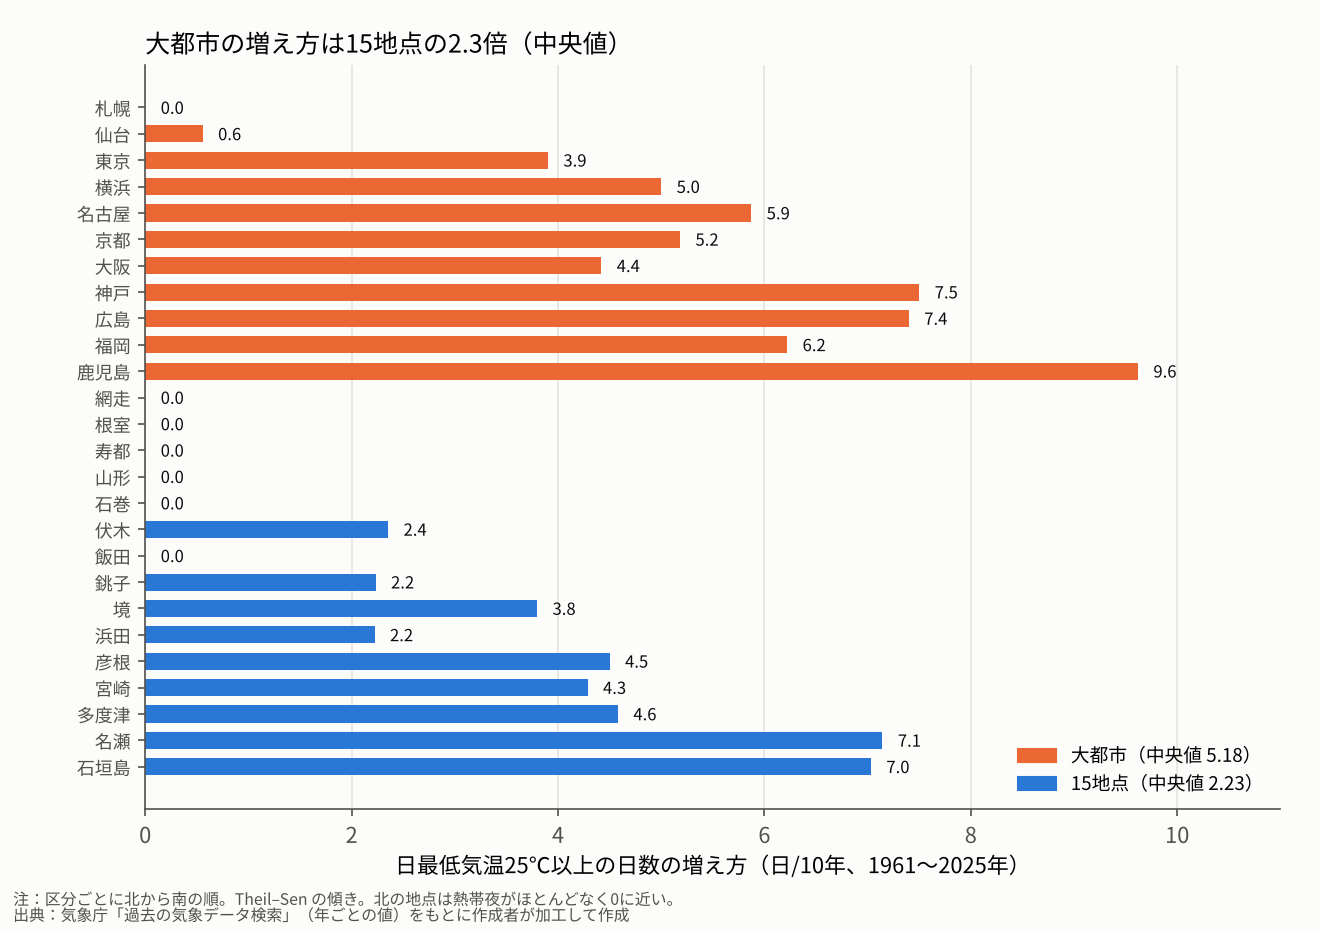 大都市の増え方は15地点の2.3倍（中央値）
札幌 0.0
仙台 0.6
東京 3.9
横浜 5.0
名古屋 5.9
京都 5.2
大阪 4.4
神戸 7.5
広島 7.4
福岡 6.2
鹿児島 9.6
網走 0.0
根室 0.0
寿都 0.0
山形 0.0
石巻 0.0
伏木 2.4
飯田 0.0
銚子 2.2
境 3.8
浜田 2.2
彦根 4.5
宮崎 4.3
多度津 4.6
名瀬 7.1
石垣島 7.0
大都市（中央値 5.18）
15地点（中央値 2.23）
0 2 4 6 8 10
日最低気温25℃以上の日数の増え方（日/10年、1961～2025年）
注：区分ごとに北から南の順。Theil–Sen の傾き。北の地点は熱帯夜がほとんどなく0に近い。
出典：気象庁「過去の気象データ検索」（年ごとの値）をもとに作成者が加工して作成